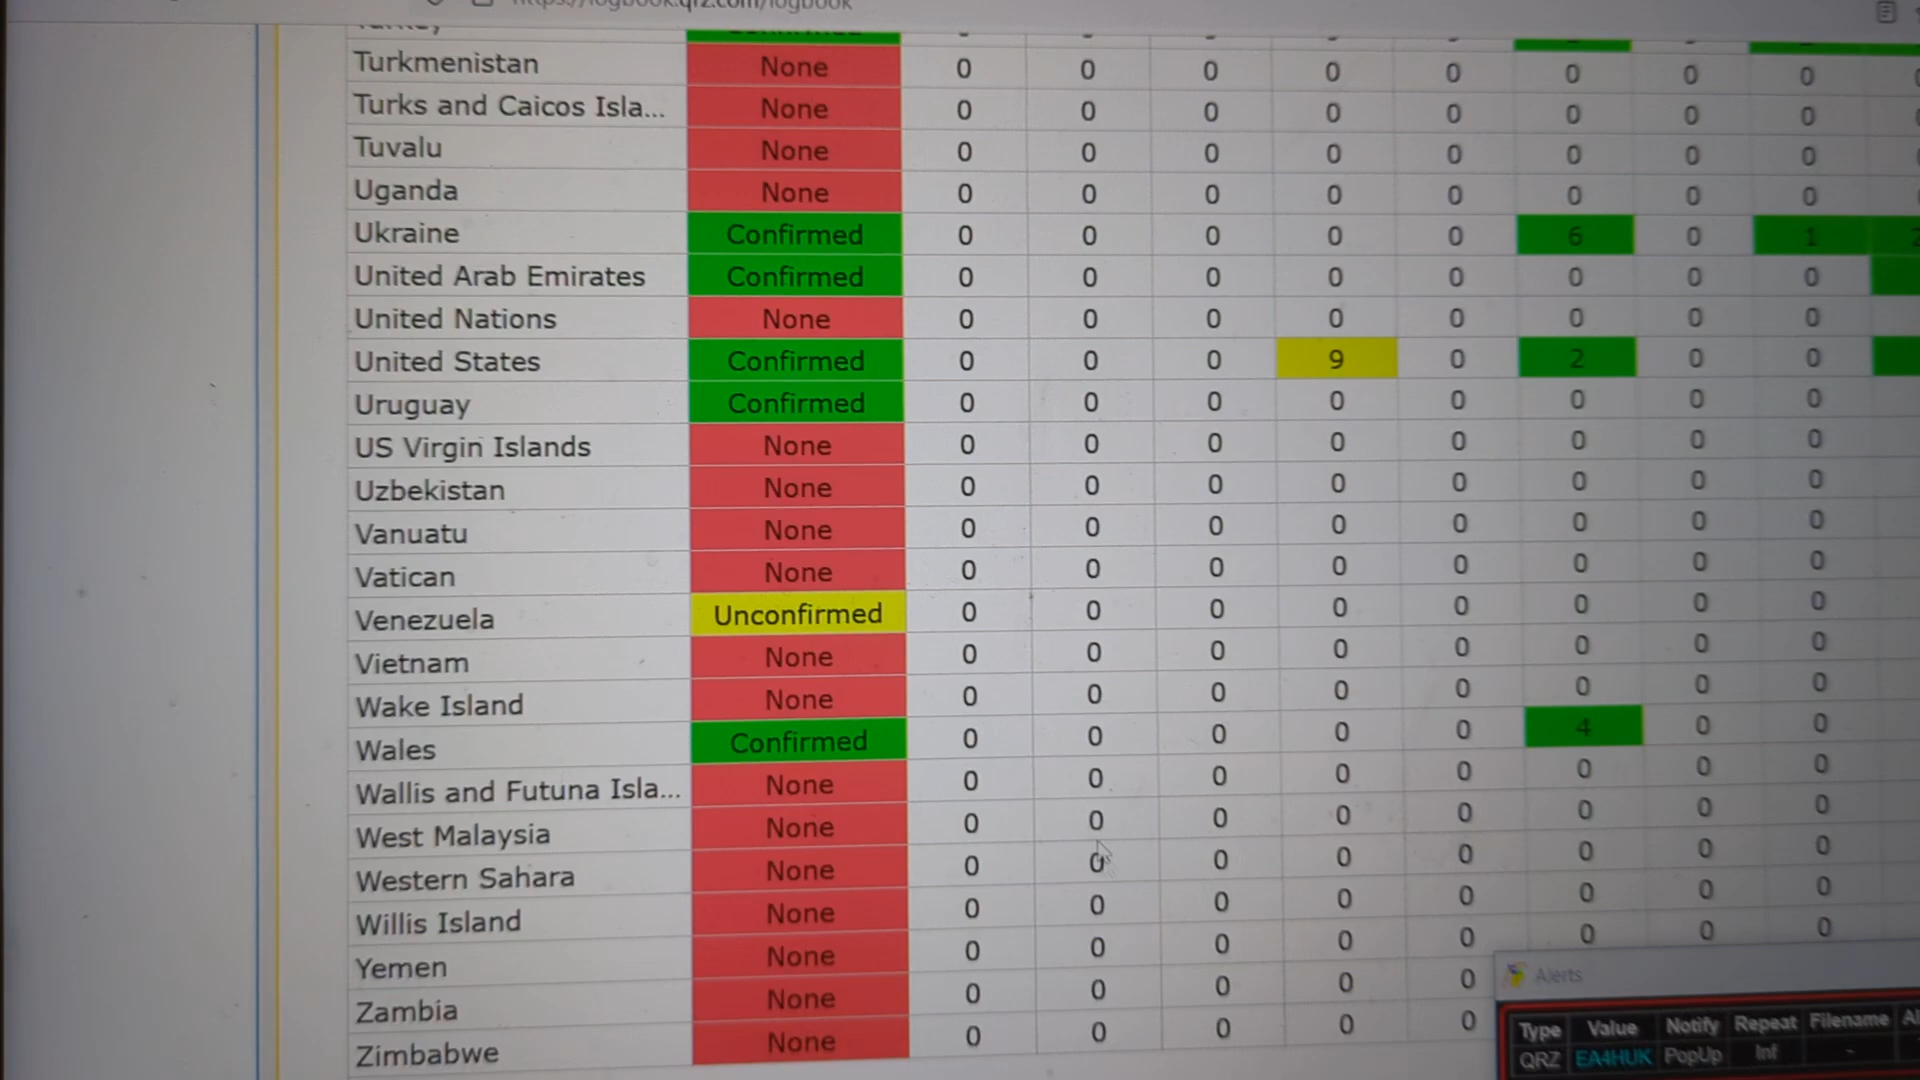 https://logbook.qrz.com/logbook
Turkmenistan None 0 0 0 0 0 0 0 0
Turks and Caicos Isla... None 0 0 0 0 0 0 0 0
Tuvalu None 0 0 0 0 0 0 0 0
Uganda None 0 0 0 0 0 0 0 0
Ukraine Confirmed 0 0 0 0 0 6 0 1
United Arab Emirates Confirmed 0 0 0 0 0 0 0 0
United Nations None 0 0 0 0 0 0 0 0
United States Confirmed 0 0 0 9 0 2 0 0
Uruguay Confirmed 0 0 0 0 0 0 0 0
US Virgin Islands None 0 0 0 0 0 0 0 0
Uzbekistan None 0 0 0 0 0 0 0 0
Vanuatu None 0 0 0 0 0 0 0 0
Vatican None 0 0 0 0 0 0 0 0
Venezuela Unconfirmed 0 0 0 0 0 0 0 0
Vietnam None 0 0 0 0 0 0 0 0
Wake Island None 0 0 0 0 0 0 0 0
Wales Confirmed 0 0 0 0 0 4 0 0
Wallis and Futuna Isla... None 0 0 0 0 0 0 0 0
West Malaysia None 0 0 0 0 0 0 0 0
Western Sahara None 0 0 0 0 0 0 0 0
Willis Island None 0 0 0 0 0 0 0 0
Yemen None 0 0 0 0 0 0 0 0
Zambia None 0 0 0 0 0
Zimbabwe None 0 0 0 0 0
Alerts
Type Value Notify Repeat Filename
QRZ EA4HUK PopUp Inf -